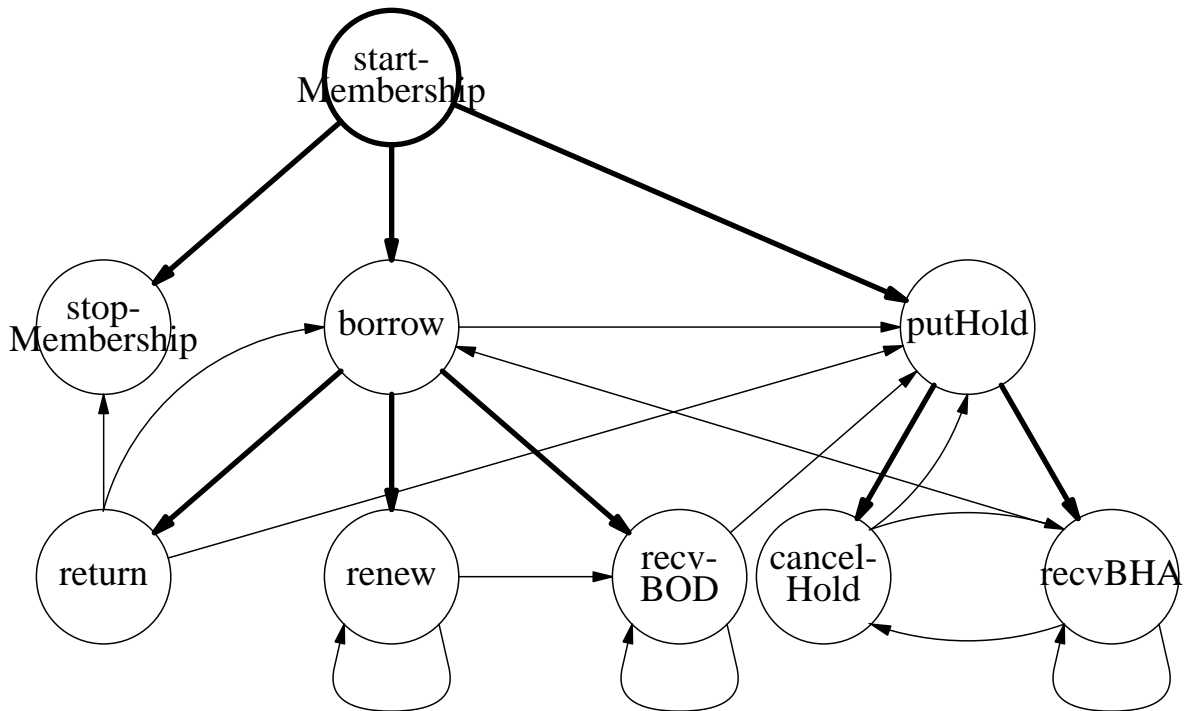 start-
Membership
stop-
Membership
borrow
putHold
return
renew
recv-
BOD
cancel-
Hold
recvBHA